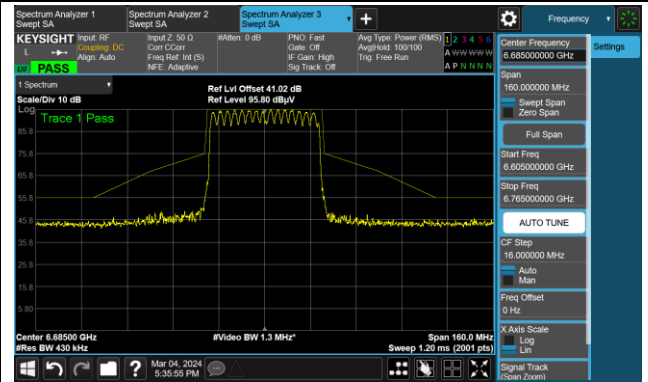 Spectrum Analyzer 1
Swept SA
Spectrum Analyzer 2
Swept SA
Spectrum Analyzer 3
Swept SA
Frequency
KEYSIGHT
L
PASS
Input: RF
Coupling: DC
Align: Auto
Input Z: 50 Ω
Corr CCorr
Freq Ref: Int (S)
NFE: Adaptive
#Atten: 0 dB
PNO: Fast
Gate: Off
IF Gain: High
Sig Track: Off
Avg Type: Power (RMS)
Avg|Hold: 100/100
Trig: Free Run
1 2 3 4 5 6
A W W W W W
A P N N N N
1 Spectrum
Scale/Div 10 dB
Ref Lvl Offset 41.02 dB
Ref Level 95.80 dBµV
Log
Trace 1 Pass
85.8
75.8
65.8
55.8
45.8
35.8
25.8
15.8
5.80
Center 6.68500 GHz
#Res BW 430 kHz
#Video BW 1.3 MHz*
Span 160.0 MHz
Sweep 1.20 ms (2001 pts)
Mar 04, 2024
5:35:55 PM
Center Frequency
6.685000000 GHz
Settings
Span
160.000000 MHz
Swept Span
Zero Span
Full Span
Start Freq
6.605000000 GHz
Stop Freq
6.765000000 GHz
AUTO TUNE
CF Step
16.000000 MHz
Auto
Man
Freq Offset
0 Hz
X Axis Scale
Log
Lin
Signal Track
(Span Zoom)